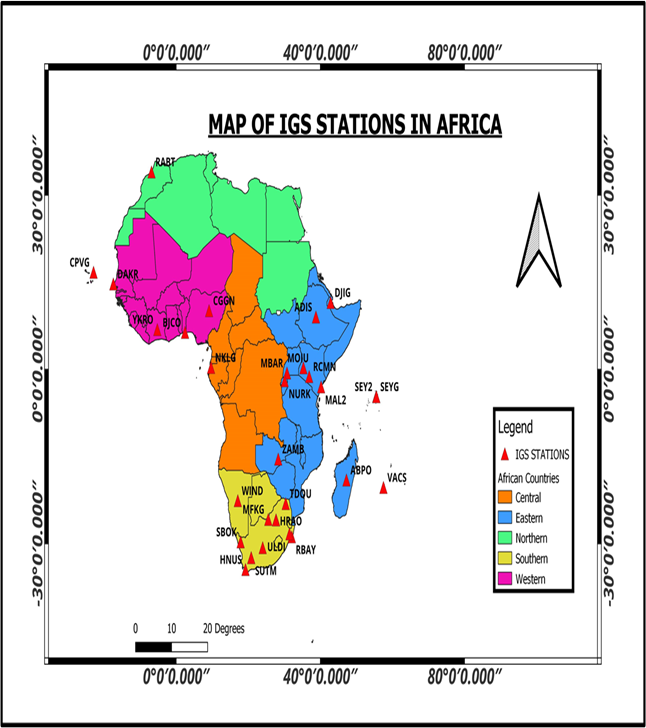 0°0'0.000″ 40°0'0.000″ 80°0'0.000″
MAP OF IGS STATIONS IN AFRICA
30°0'0.000″ 30°0'0.000″
RABT
CPVG
DAKR
CGGN
DJIG
ADIS
YKRO BJCO
NKLG
MBAR MOIU
RCMN
0°0'0.000″ 0°0'0.000″
NURK
MAL2
SEY2 SEYG
ZAMB
ABPO
VACS
WIND
TDOU
MFKG
HRAO
SBOK
ULDI
RBAY
HNUS
SUTM
-30°0'0.000″ -30°0'0.000″
Legend
IGS STATIONS
African Countries
Central
Eastern
Northern
Southern
Western
0 10 20 Degrees
0°0'0.000″ 40°0'0.000″ 80°0'0.000″